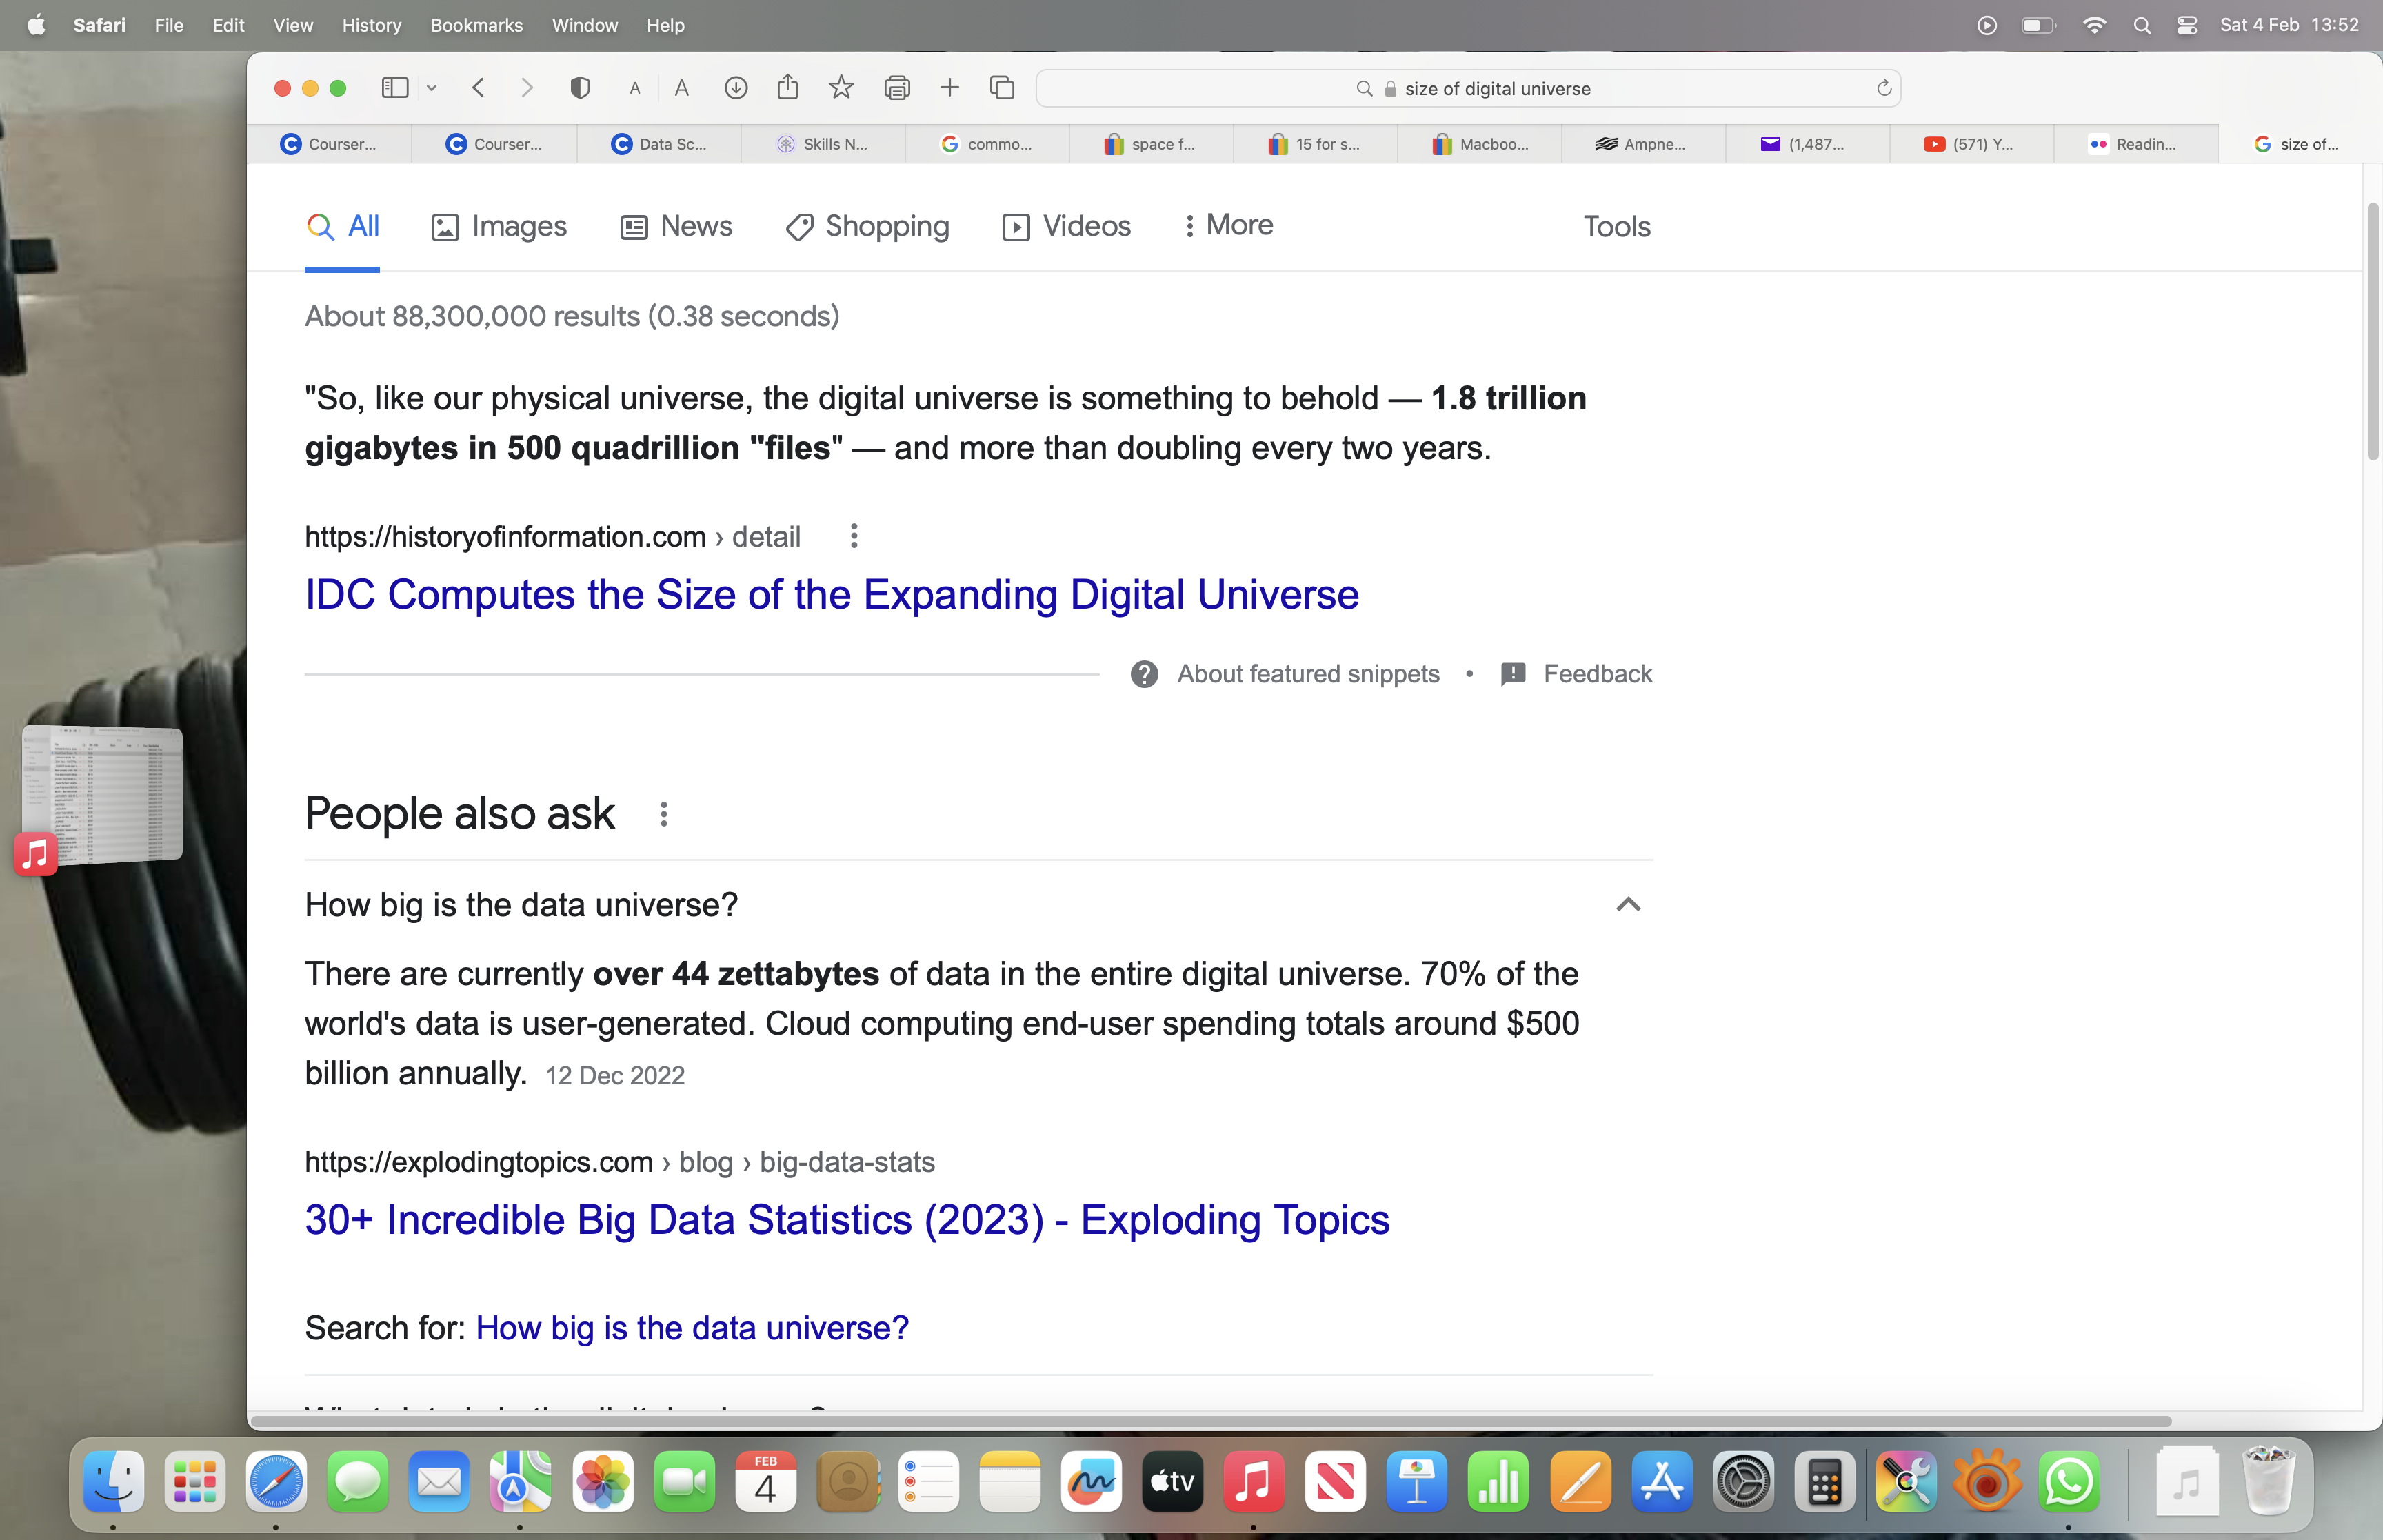 Safari File Edit View History Bookmarks Window Help Sat 4 Feb 13:52
A A size of digital universe
Courser... Courser... Data Sc... Skills N... commo... space f... 15 for s... Macboo... Ampne... (1,487... (571) Y... Readin... size of...
All Images News Shopping Videos More Tools
About 88,300,000 results (0.38 seconds)
"So, like our physical universe, the digital universe is something to behold — 1.8 trillion
gigabytes in 500 quadrillion "files" — and more than doubling every two years.
https://historyofinformation.com › detail
IDC Computes the Size of the Expanding Digital Universe
About featured snippets • Feedback
People also ask
How big is the data universe?
There are currently over 44 zettabytes of data in the entire digital universe. 70% of the
world's data is user-generated. Cloud computing end-user spending totals around $500
billion annually. 12 Dec 2022
https://explodingtopics.com › blog › big-data-stats
30+ Incredible Big Data Statistics (2023) - Exploding Topics
Search for: How big is the data universe?
FEB
4
tv